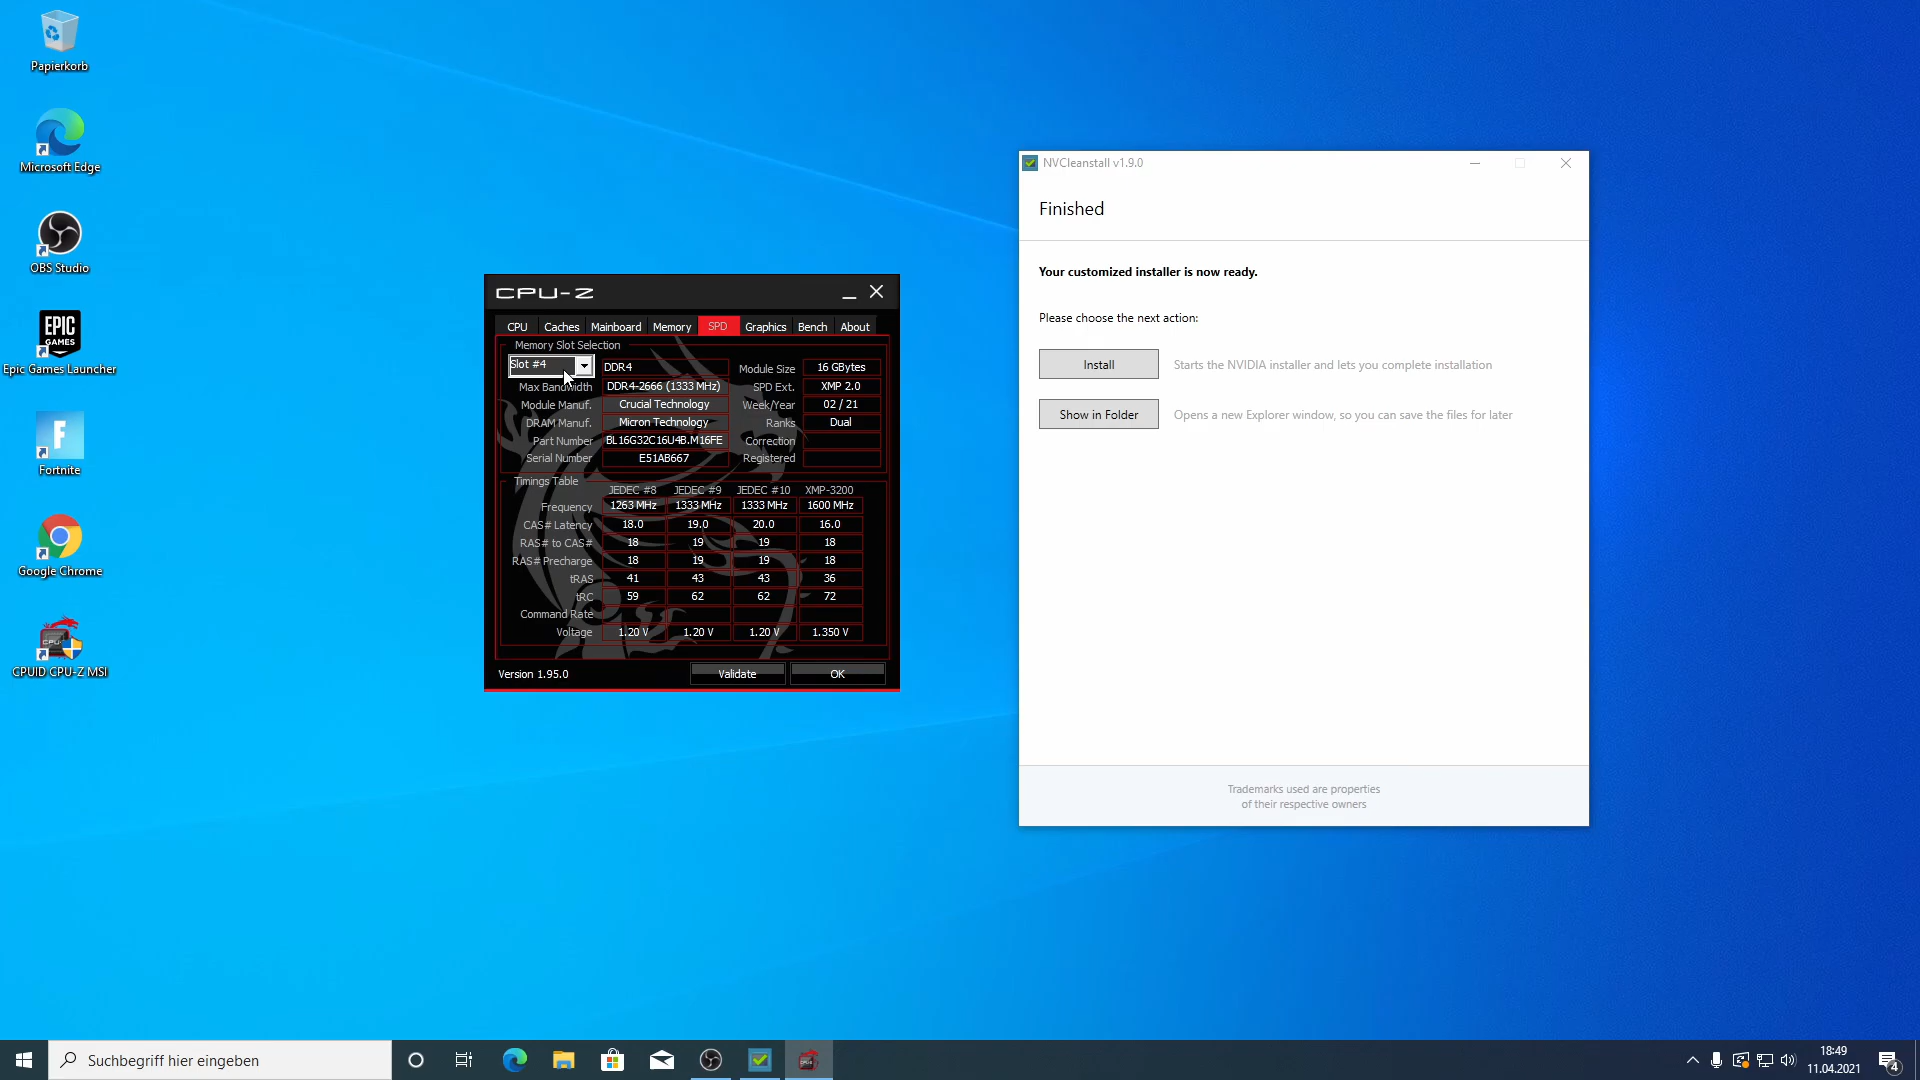 Papierkorb
Microsoft Edge
OBS Studio
EPIC
GAMES
Epic Games Launcher
F
Fortnite
Google Chrome
CPUID CPU-Z MSI
CPU-Z
CPU Caches Mainboard Memory SPD Graphics Bench About
Memory Slot Selection
Slot #4 DDR4 Module Size 16 GBytes
Max Bandwidth DDR4-2666 (1333 MHz) SPD Ext. XMP 2.0
Module Manuf. Crucial Technology Week/Year 02 / 21
DRAM Manuf. Micron Technology Ranks Dual
Part Number BL16G32C16U4B.M16FE Correction
Serial Number E51AB667 Registered
Timings Table
JEDEC #8 JEDEC #9 JEDEC #10 XMP-3200
Frequency 1263 MHz 1333 MHz 1333 MHz 1600 MHz
CAS# Latency 18.0 19.0 20.0 16.0
RAS# to CAS# 18 19 19 18
RAS# Precharge 18 19 19 18
tRAS 41 43 43 36
tRC 59 62 62 72
Command Rate
Voltage 1.20 V 1.20 V 1.20 V 1.350 V
Version 1.95.0 Validate OK
NVCleanstall v1.9.0
Finished
Your customized installer is now ready.
Please choose the next action:
Install Starts the NVIDIA installer and lets you complete installation
Show in Folder Opens a new Explorer window, so you can save the files for later
Trademarks used are properties
of their respective owners
Suchbegriff hier eingeben
18:49
11.04.2021
4